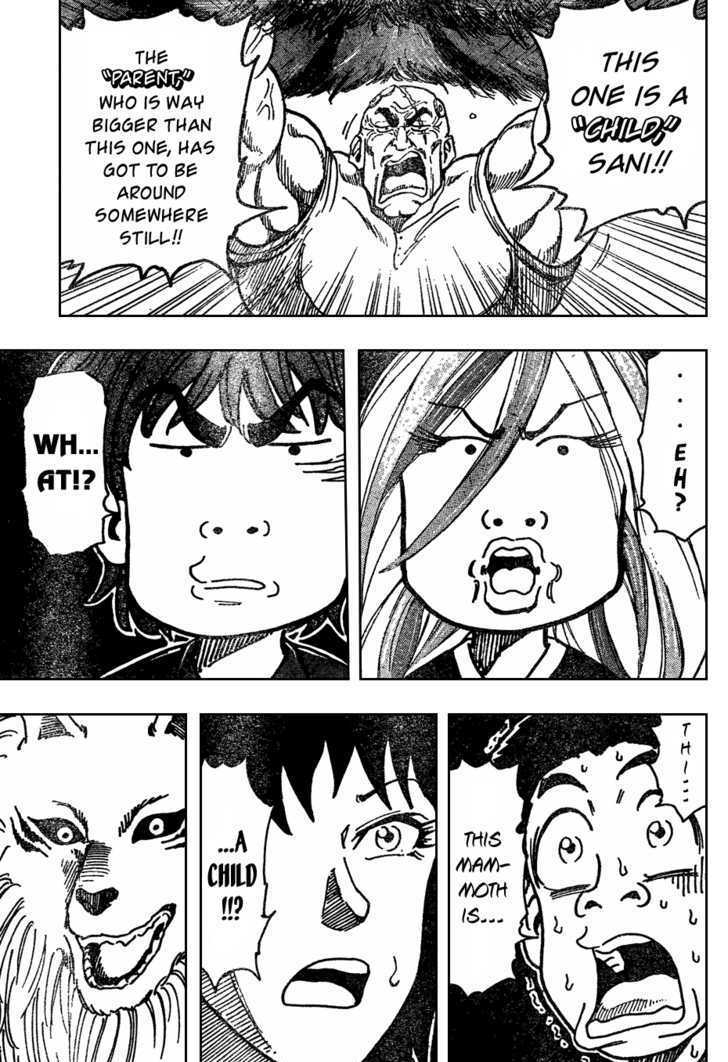 THIS
ONE IS A
"CHILD,"
SANI!!
THE
"PARENT,"
WHO IS WAY
BIGGER THAN
THIS ONE, HAS
GOT TO BE
AROUND
SOMEWHERE
STILL!!
....EH?
WH...
AT!?
THI...
THIS
MAM-
MOTH
IS...
...A
CHILD
!!?